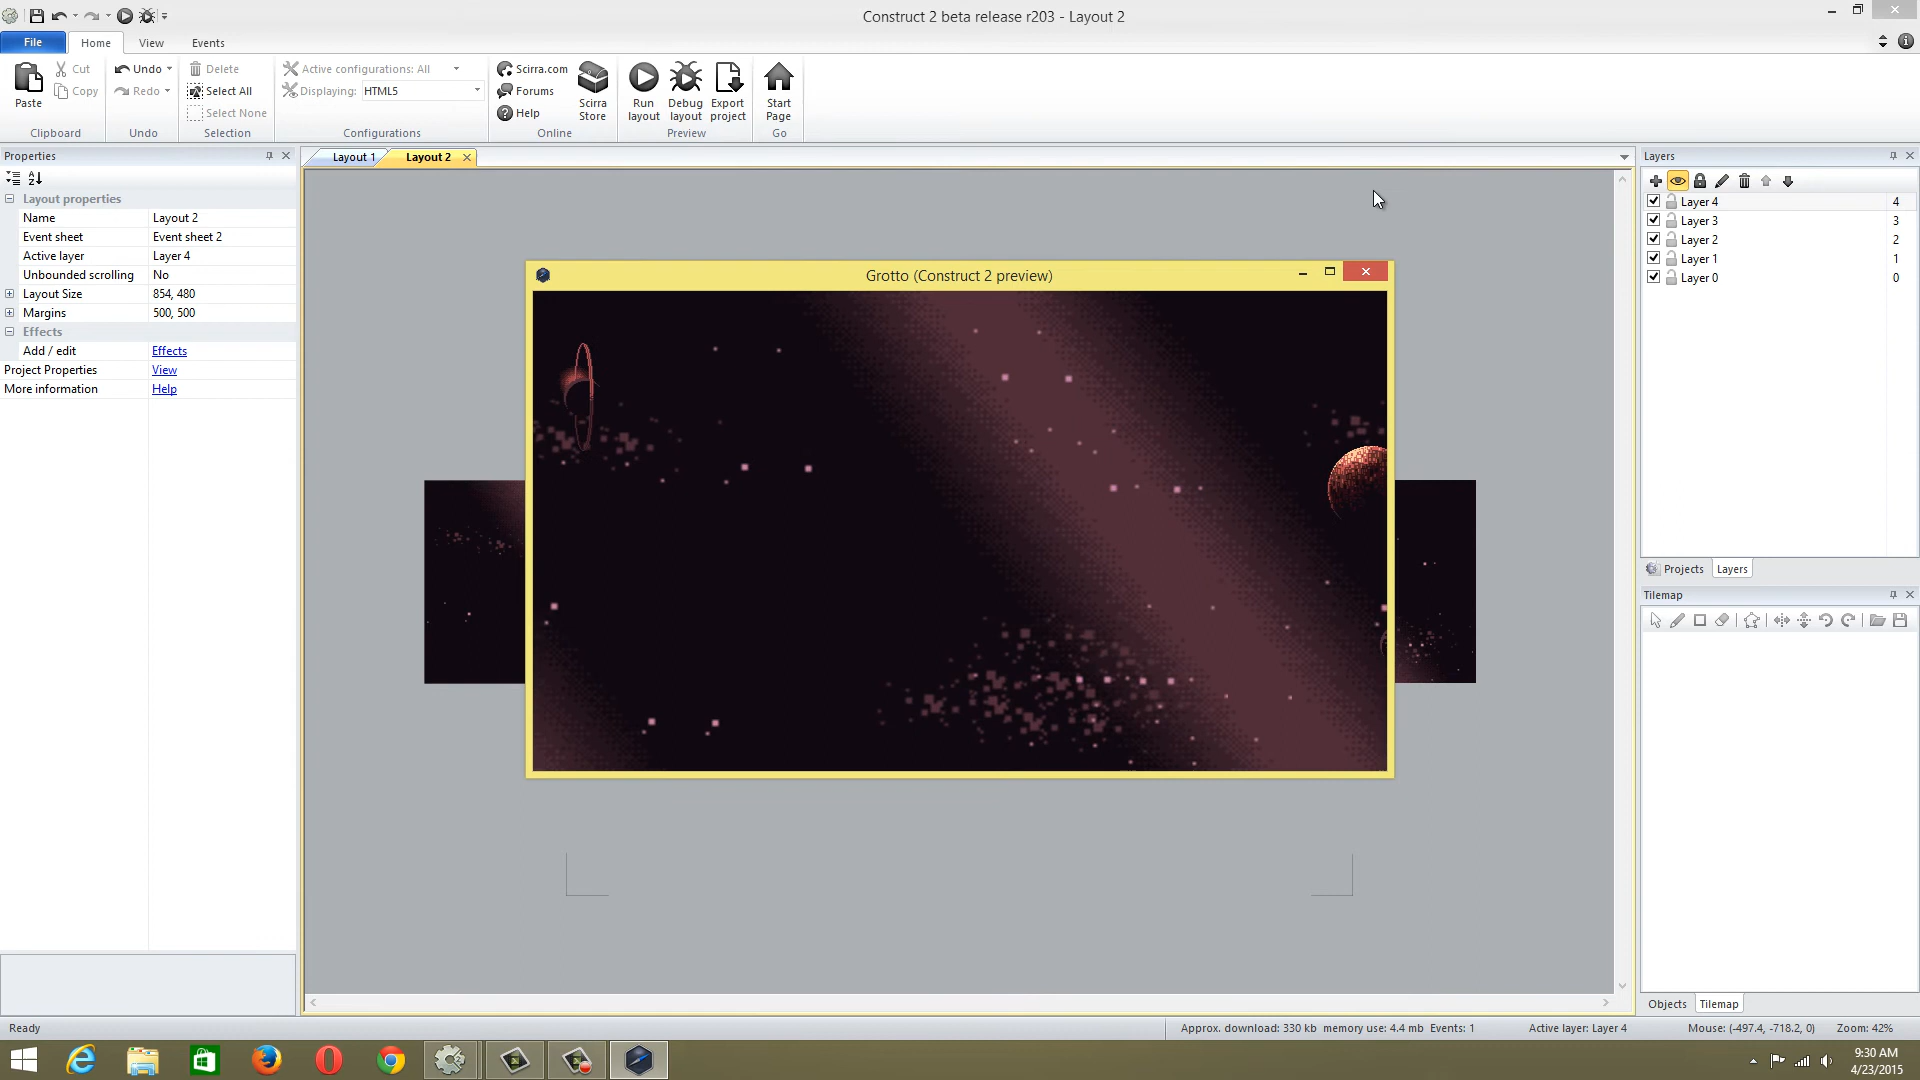 Construct 2 beta release r203 - Layout 2
File Home View Events
Paste Cut Copy Clipboard
Undo Redo Undo
Delete Select All Select None Selection
Active configurations: All
Displaying: HTML5
Configurations
Scirra.com Forums Help Scirra Store Online
Run layout Debug layout Export project Preview
Start Page Go
Properties
Layout 1 Layout 2
Layers
Layout properties
Name Layout 2
Event sheet Event sheet 2
Active layer Layer 4
Unbounded scrolling No
Layout Size 854, 480
Margins 500, 500
Effects
Add / edit Effects
Project Properties View
More information Help
Grotto (Construct 2 preview)
Layer 4 4
Layer 3 3
Layer 2 2
Layer 1 1
Layer 0 0
Projects Layers
Tilemap
Objects Tilemap
Ready Approx. download: 330 kb memory use: 4.4 mb Events: 1 Active layer: Layer 4 Mouse: (-497.4, -718.2, 0) Zoom: 42%
9:30 AM
4/23/2015